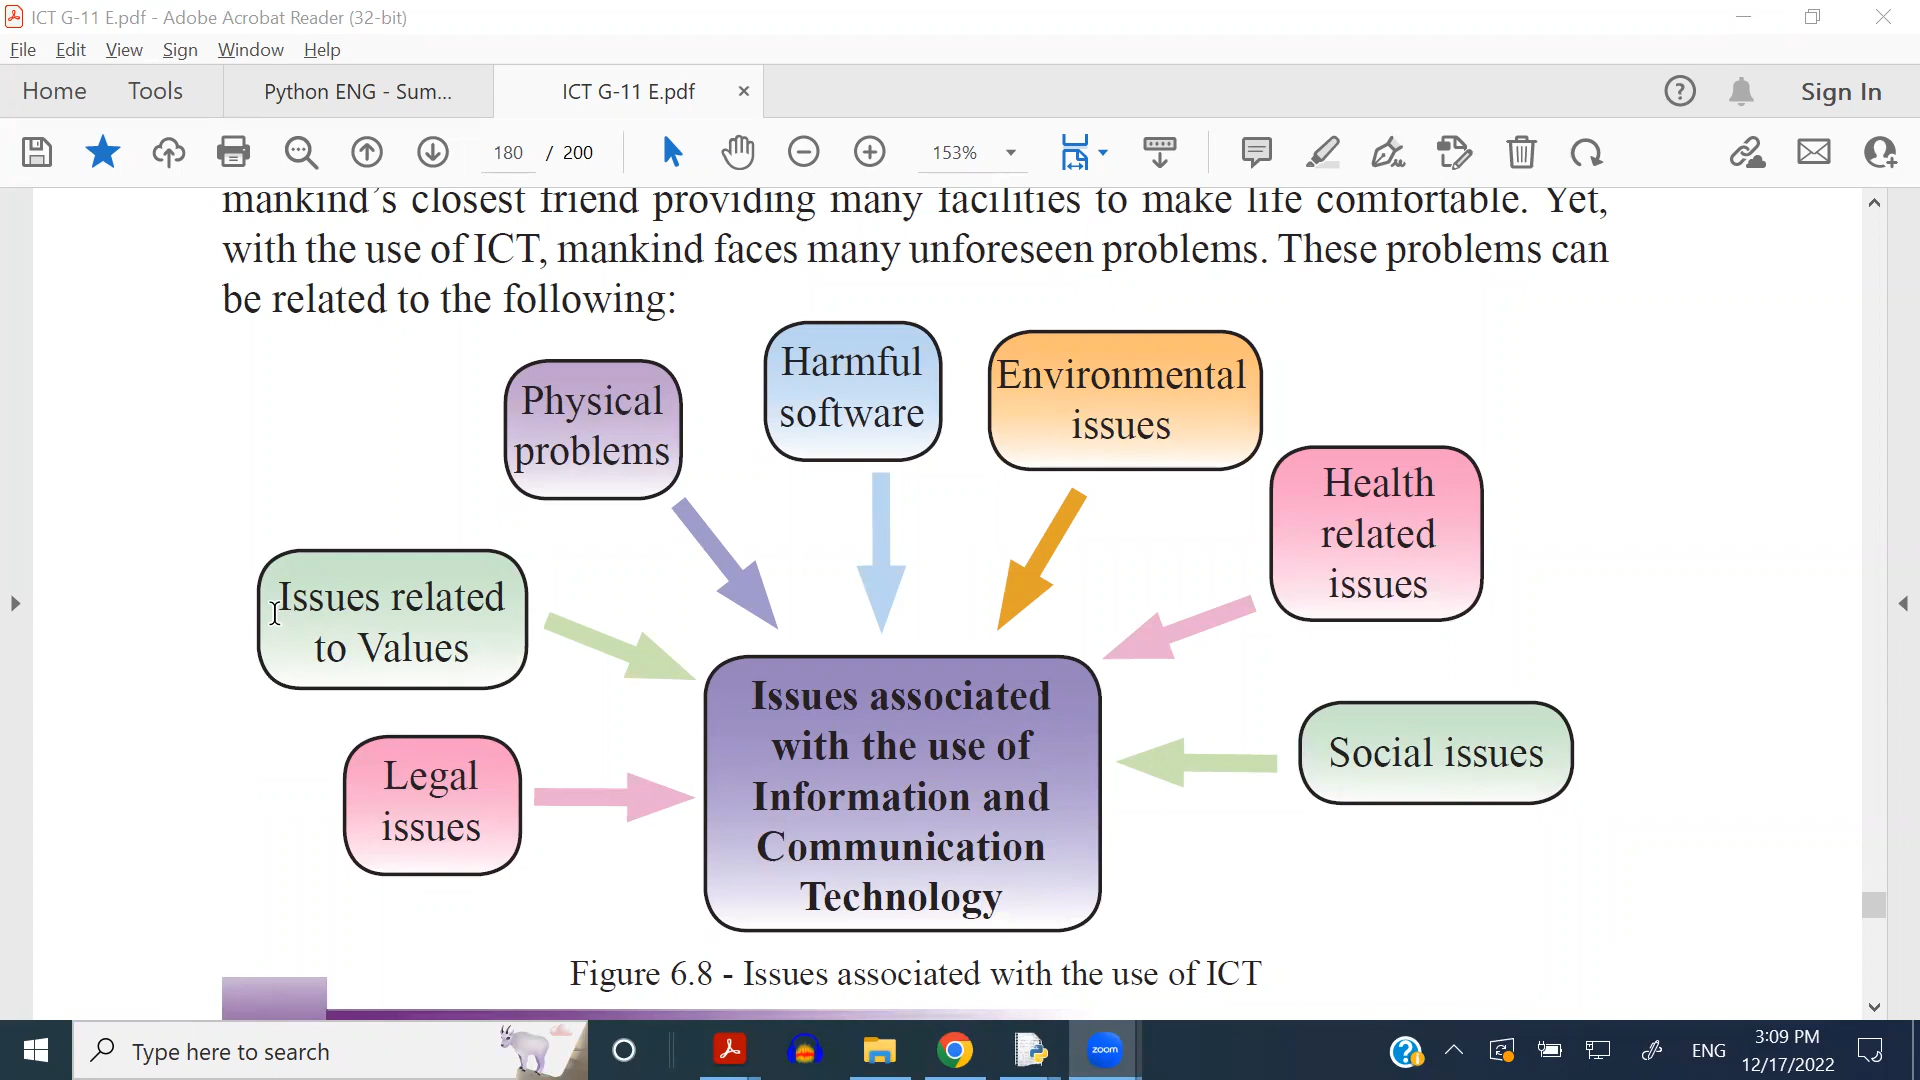 ICT G-11 E.pdf - Adobe Acrobat Reader (32-bit)
File Edit View Sign Window Help
Home Tools Python ENG - Sum... ICT G-11 E.pdf × Sign In
180 / 200 153%
mankind's closest friend providing many facilities to make life comfortable. Yet,
with the use of ICT, mankind faces many unforeseen problems. These problems can
be related to the following:
Physical
problems
Harmful
software
Environmental
issues
Health
related
issues
Issues related
to Values
Legal
issues
Social issues
Issues associated
with the use of
Information and
Communication
Technology
Figure 6.8 - Issues associated with the use of ICT
Type here to search
zoom
ENG
3:09 PM
12/17/2022